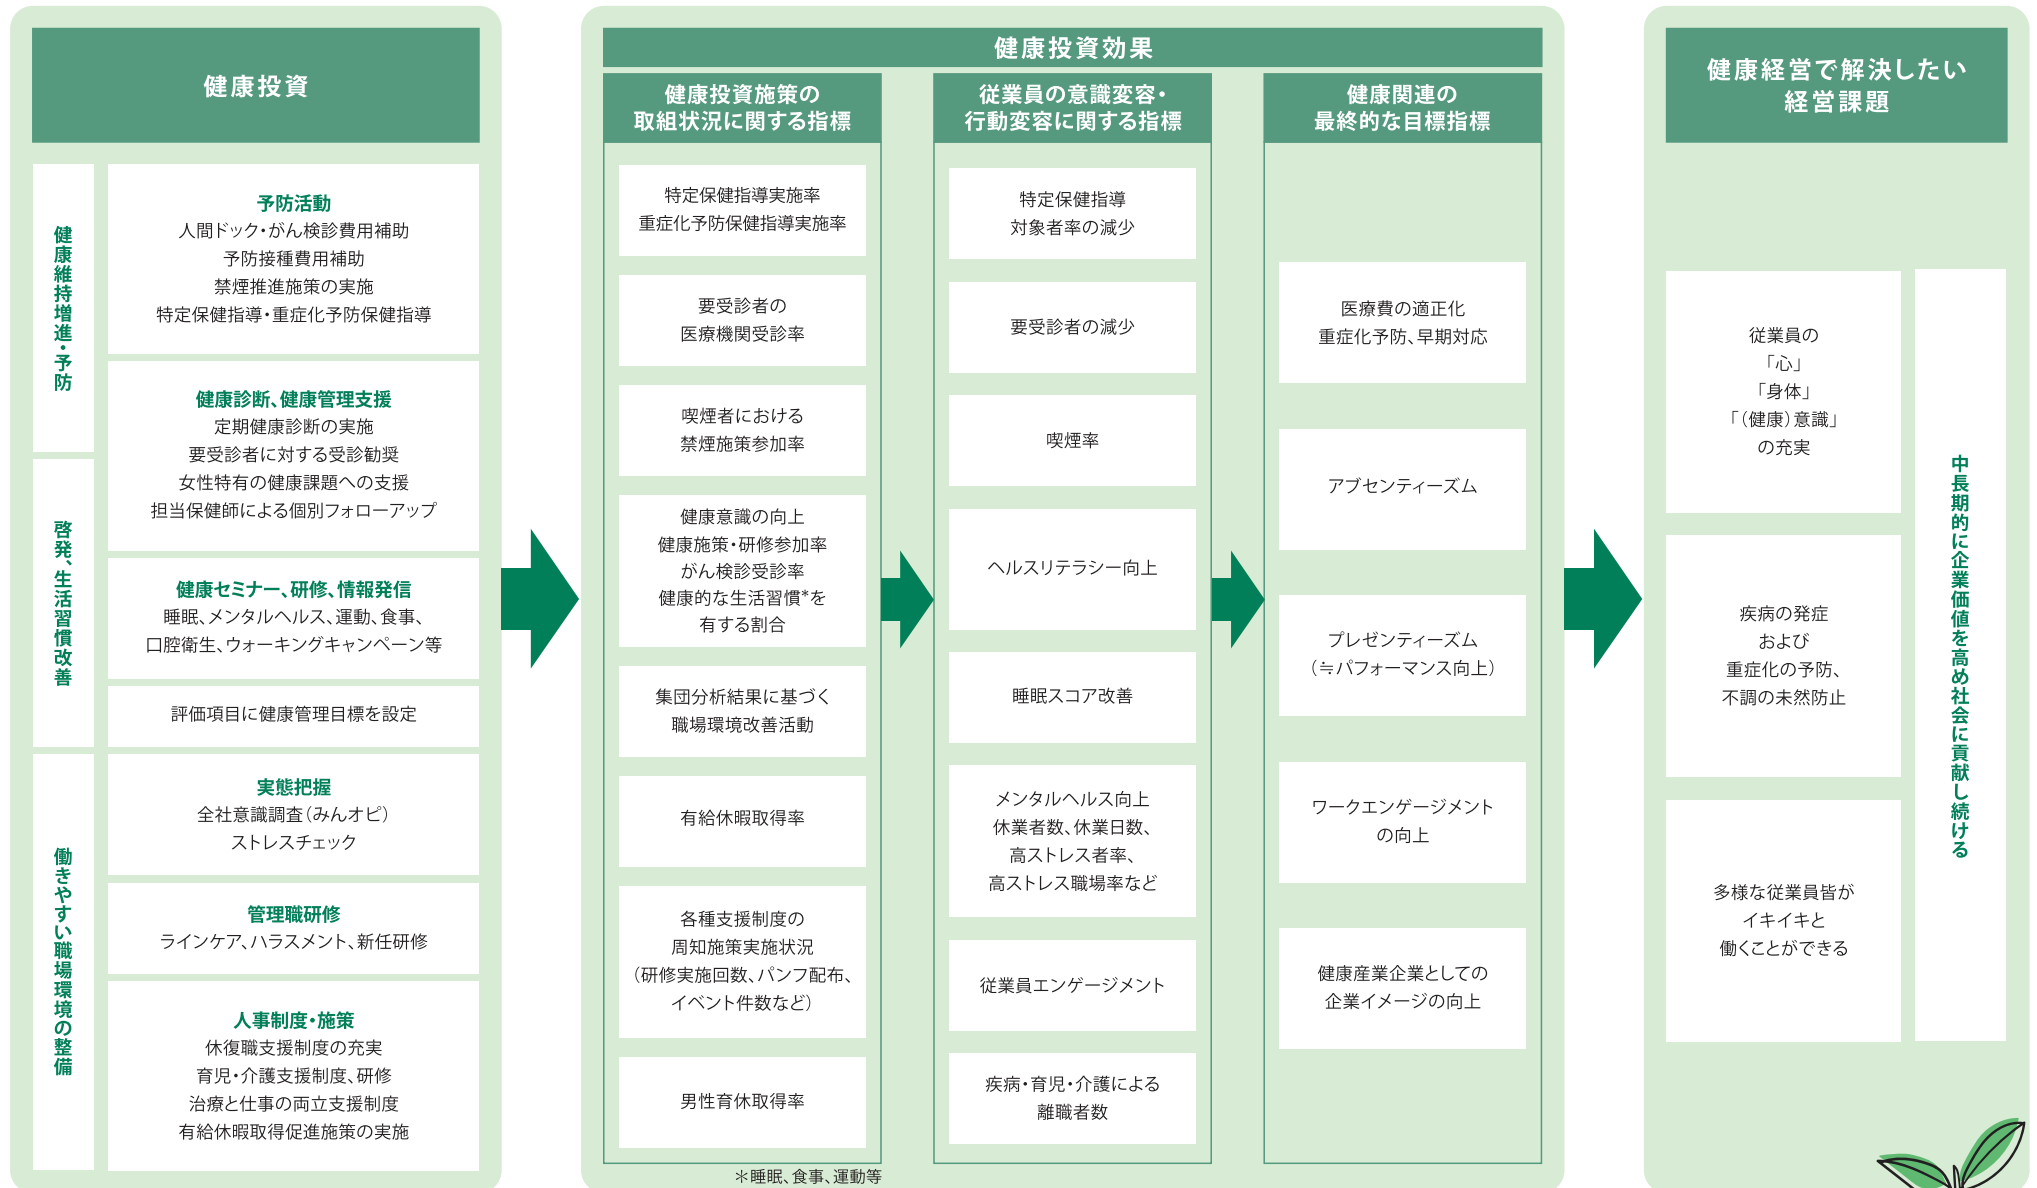 健康投資
健康維持増進・予防
予防活動
人間ドック・がん検診費用補助
予防接種費用補助
禁煙推進施策の実施
特定保健指導・重症化予防保健指導
健康診断、健康管理支援
定期健康診断の実施
要受診者に対する受診勧奨
女性特有の健康課題への支援
担当保健師による個別フォローアップ
啓発、生活習慣改善
健康セミナー、研修、情報発信
睡眠、メンタルヘルス、運動、食事、
口腔衛生、ウォーキングキャンペーン等
評価項目に健康管理目標を設定
働きやすい職場環境の整備
実態把握
全社意識調査（みんオピ）
ストレスチェック
管理職研修
ラインケア、ハラスメント、新任研修
人事制度・施策
休復職支援制度の充実
育児・介護支援制度、研修
治療と仕事の両立支援制度
有給休暇取得促進施策の実施
健康投資効果
健康投資施策の
取組状況に関する指標
特定保健指導実施率
重症化予防保健指導実施率
要受診者の
医療機関受診率
喫煙者における
禁煙施策参加率
健康意識の向上
健康施策・研修参加率
がん検診受診率
健康的な生活習慣*を
有する割合
集団分析結果に基づく
職場環境改善活動
有給休暇取得率
各種支援制度の
周知施策実施状況
（研修実施回数、パンフ配布、
イベント件数など）
男性育休取得率
＊睡眠、食事、運動等
従業員の意識変容・
行動変容に関する指標
特定保健指導
対象者率の減少
要受診者の減少
喫煙率
ヘルスリテラシー向上
睡眠スコア改善
メンタルヘルス向上
休業者数、休業日数、
高ストレス者率、
高ストレス職場率など
従業員エンゲージメント
疾病・育児・介護による
離職者数
健康関連の
最終的な目標指標
医療費の適正化
重症化予防、早期対応
アブセンティーズム
プレゼンティーズム
（≒パフォーマンス向上）
ワークエンゲージメント
の向上
健康産業企業としての
企業イメージの向上
健康経営で解決したい
経営課題
従業員の
「心」
「身体」
「（健康）意識」
の充実
疾病の発症
および
重症化の予防、
不調の未然防止
多様な従業員皆が
イキイキと
働くことができる
中長期的に企業価値を高め社会に貢献し続ける